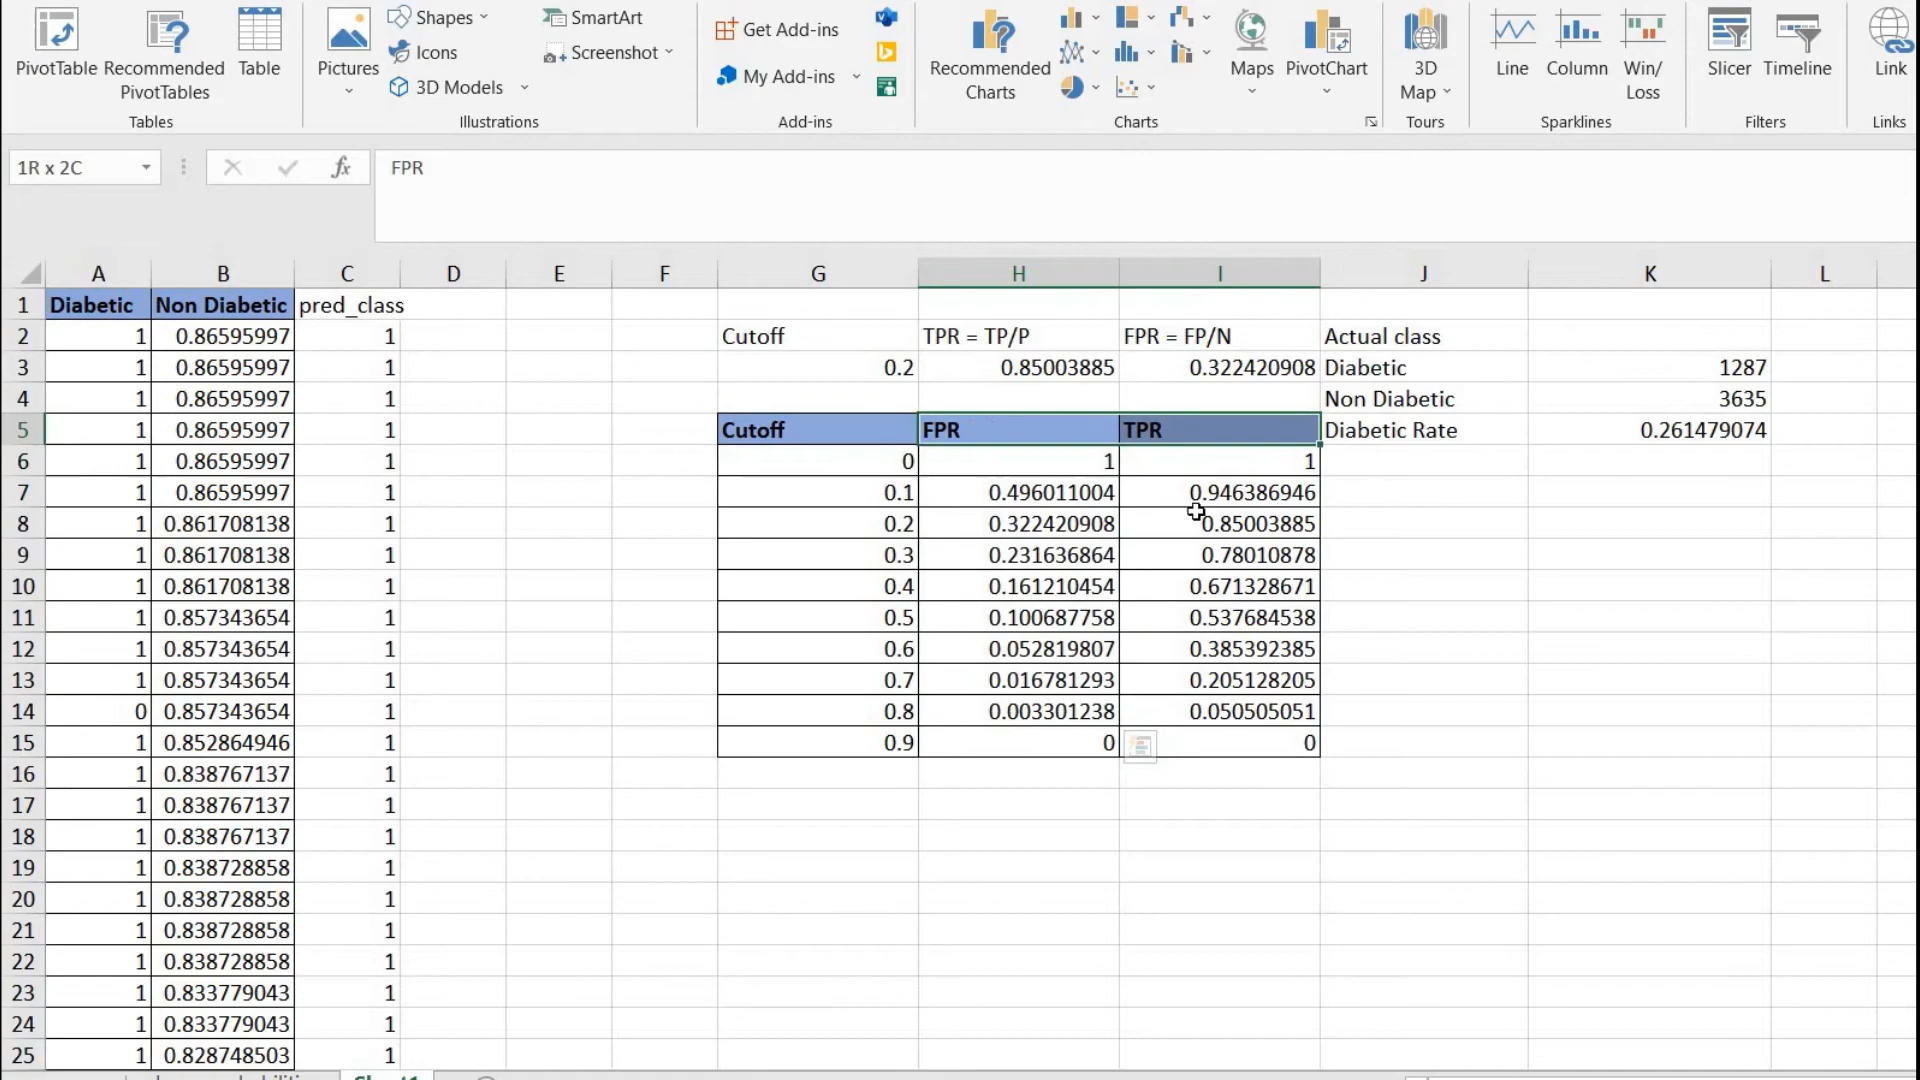 Shapes
SmartArt
Get Add-ins
Icons
Screenshot
PivotTable Recommended PivotTables Table Pictures
3D Models
My Add-ins
Recommended Charts Maps PivotChart 3D Map Line Column Win/Loss Slicer Timeline Link
Tables Illustrations Add-ins Charts Tours Sparklines Filters Links
1R x 2C fx FPR
A B C D E F G H I J K L
1 Diabetic Non Diabetic pred_class
2 1 0.86595997 1 Cutoff TPR = TP/P FPR = FP/N Actual class
3 1 0.86595997 1 0.2 0.85003885 0.322420908 Diabetic 1287
4 1 0.86595997 1 Non Diabetic 3635
5 1 0.86595997 1 Cutoff FPR TPR Diabetic Rate 0.261479074
6 1 0.86595997 1 0 1 1
7 1 0.86595997 1 0.1 0.496011004 0.946386946
8 1 0.861708138 1 0.2 0.322420908 0.85003885
9 1 0.861708138 1 0.3 0.231636864 0.78010878
10 1 0.861708138 1 0.4 0.161210454 0.671328671
11 1 0.857343654 1 0.5 0.100687758 0.537684538
12 1 0.857343654 1 0.6 0.052819807 0.385392385
13 1 0.857343654 1 0.7 0.016781293 0.205128205
14 0 0.857343654 1 0.8 0.003301238 0.050505051
15 1 0.852864946 1 0.9 0 0
16 1 0.838767137 1
17 1 0.838767137 1
18 1 0.838767137 1
19 1 0.838728858 1
20 1 0.838728858 1
21 1 0.838728858 1
22 1 0.838728858 1
23 1 0.833779043 1
24 1 0.833779043 1
25 1 0.828748503 1